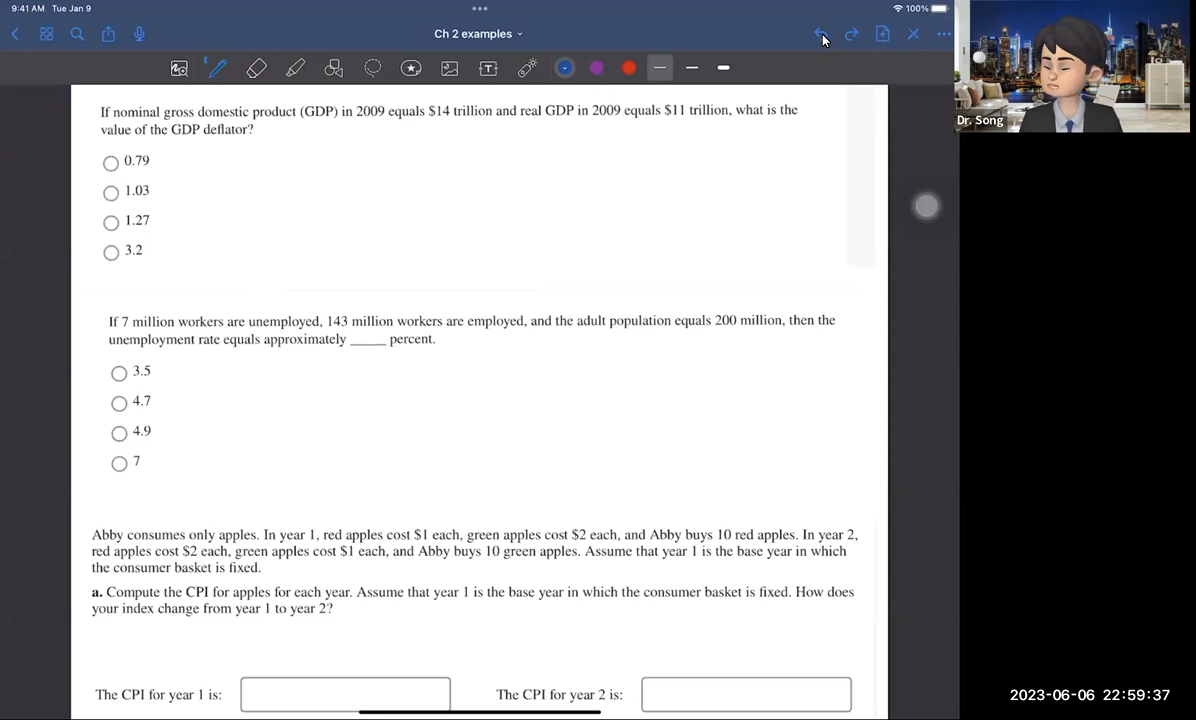 9:41 AM Tue Jan 9
100%
Ch 2 examples
If nominal gross domestic product (GDP) in 2009 equals $14 trillion and real GDP in 2009 equals $11 trillion, what is the
value of the GDP deflator?
0.79
1.03
1.27
3.2
If 7 million workers are unemployed, 143 million workers are employed, and the adult population equals 200 million, then the
unemployment rate equals approximately _____ percent.
3.5
4.7
4.9
7
Abby consumes only apples. In year 1, red apples cost $1 each, green apples cost $2 each, and Abby buys 10 red apples. In year 2,
red apples cost $2 each, green apples cost $1 each, and Abby buys 10 green apples. Assume that year 1 is the base year in which
the consumer basket is fixed.
a. Compute the CPI for apples for each year. Assume that year 1 is the base year in which the consumer basket is fixed. How does
your index change from year 1 to year 2?
The CPI for year 1 is: The CPI for year 2 is:
Dr. Song
2023-06-06 22:59:37